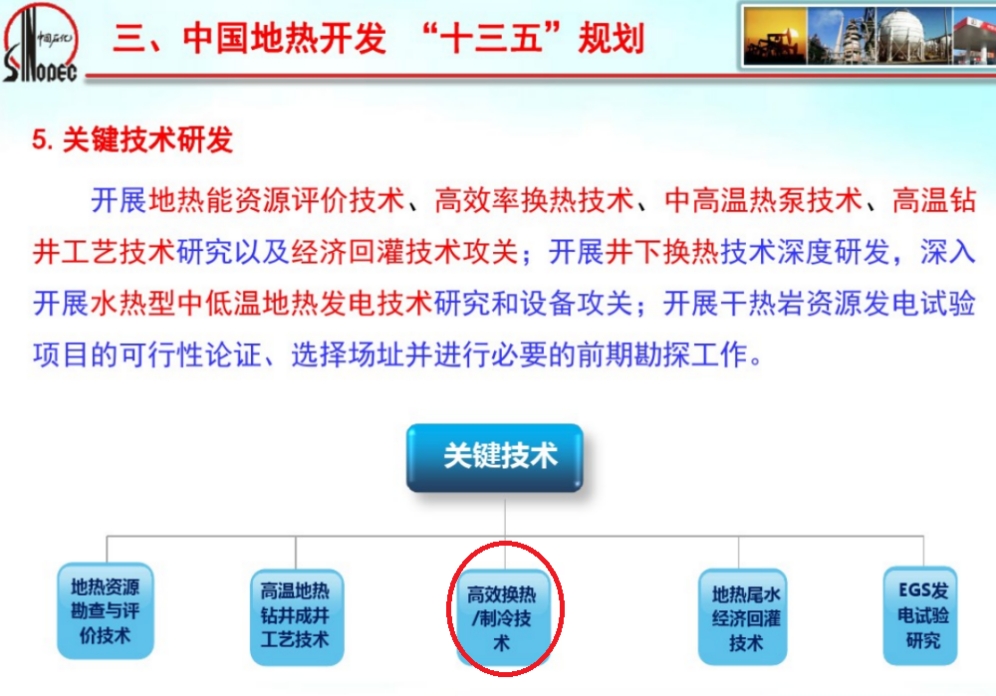 中国石化
SINOPEC
三、中国地热开发 “十三五”规划
5. 关键技术研发
开展地热能资源评价技术、高效率换热技术、中高温热泵技术、高温钻
井工艺技术研究以及经济回灌技术攻关；开展井下换热技术深度研发，深入
开展水热型中低温地热发电技术研究和设备攻关；开展干热岩资源发电试验
项目的可行性论证、选择场址并进行必要的前期勘探工作。
关键技术
地热资源
勘查与评
价技术
高温地热
钻井成井
工艺技术
高效换热
/制冷技
术
地热尾水
经济回灌
技术
EGS发
电试验
研究